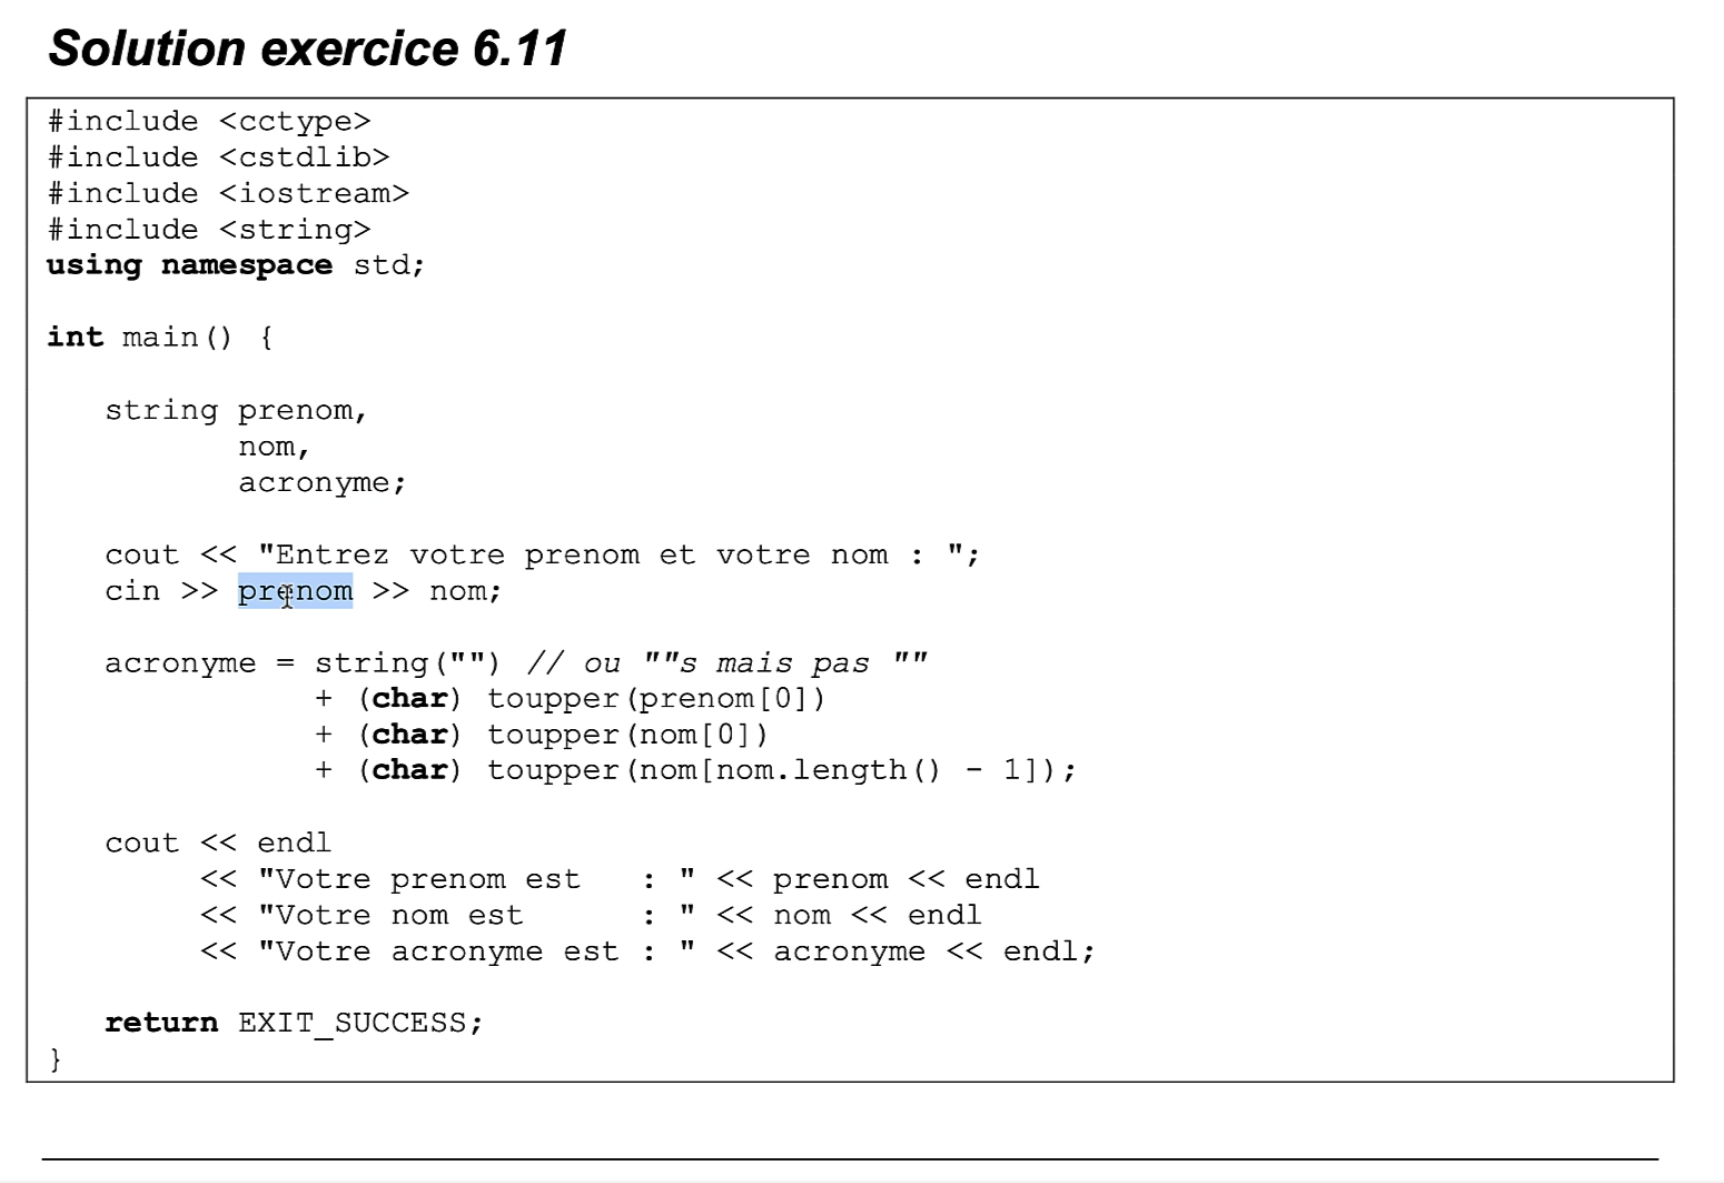 Solution exercice 6.11
#include <cctype>
#include <cstdlib>
#include <iostream>
#include <string>
using namespace std;
int main() {
string prenom,
nom,
acronyme;
cout << "Entrez votre prenom et votre nom : ";
cin >> prenom >> nom;
acronyme = string("") // ou ""s mais pas ""
+ (char) toupper(prenom[0])
+ (char) toupper(nom[0])
+ (char) toupper(nom[nom.length() - 1]);
cout << endl
<< "Votre prenom est   : " << prenom << endl
<< "Votre nom est      : " << nom << endl
<< "Votre acronyme est : " << acronyme << endl;
return EXIT_SUCCESS;
}